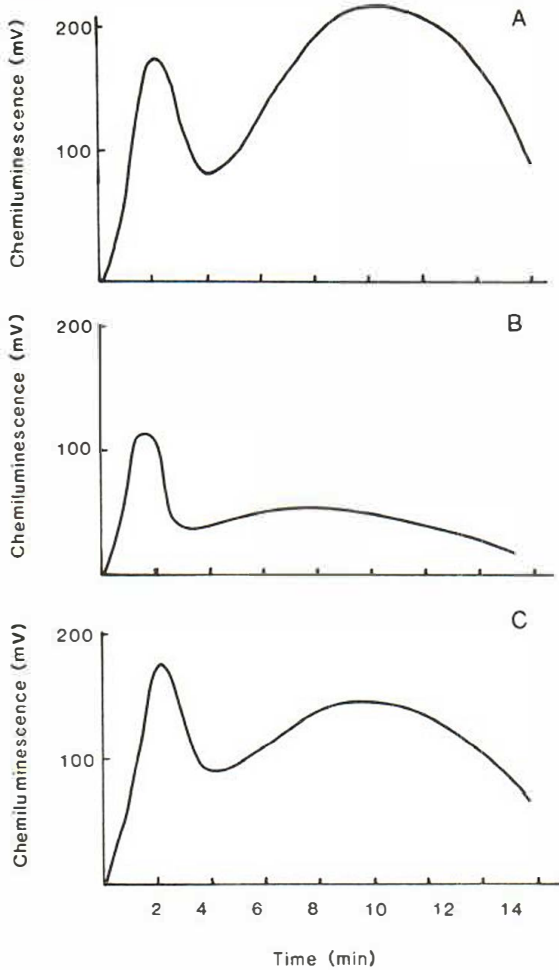 A
200
100
Chemiluminescence (mV)
B
200
100
Chemiluminescence (mV)
C
200
100
Chemiluminescence (mV)
2 4 6 8 10 12 14
Time (min)